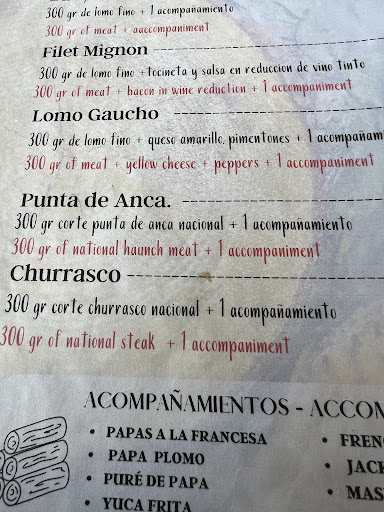 300 gr de lomo fino + 1 acompañamiento
300 gr of meat + aaccompaniment
Filet Mignon
300 gr de lomo fino +tocineta y salsa en reduccion de vino tinto
300 gr of meat + bacon in wine reduction + 1 accompaniment
Lomo Gaucho
300 gr de lomo fino + queso amarillo, pimentones + 1 acompañam
300 gr of meat + yellow cheese + peppers + 1 accompaniment
Punta de Anca.
300 gr corte punta de anca nacional + 1 acompañamiento
300 gr of national haunch meat + 1 accompaniment
Churrasco
300 gr corte churrasco nacional + 1 acompañamiento
300 gr of national steak + 1 accompaniment
ACOMPAÑAMIENTOS - ACCOM
• PAPAS A LA FRANCESA
• PAPA PLOMO
• PURÉ DE PAPA
• YUCA FRITA
• FREN
• JACK
• MAS